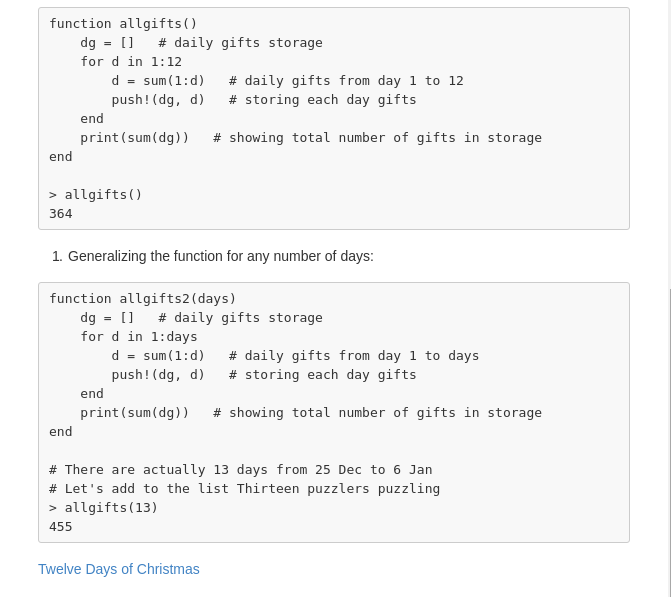 function allgifts()
    dg = []   # daily gifts storage
    for d in 1:12
        d = sum(1:d)   # daily gifts from day 1 to 12
        push!(dg, d)   # storing each day gifts
    end
    print(sum(dg))   # showing total number of gifts in storage
end

> allgifts()
364
1. Generalizing the function for any number of days:
function allgifts2(days)
    dg = []   # daily gifts storage
    for d in 1:days
        d = sum(1:d)   # daily gifts from day 1 to days
        push!(dg, d)   # storing each day gifts
    end
    print(sum(dg))   # showing total number of gifts in storage
end

# There are actually 13 days from 25 Dec to 6 Jan
# Let's add to the list Thirteen puzzlers puzzling
> allgifts(13)
455
Twelve Days of Christmas